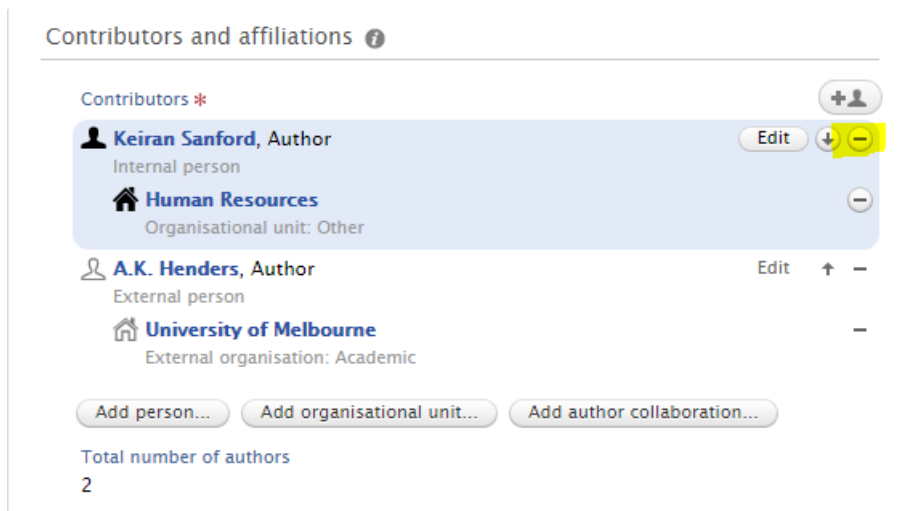 Contributors and affiliations
Contributors *
Keiran Sanford, Author Edit
Internal person
Human Resources
Organisational unit: Other
A.K. Henders, Author Edit
External person
University of Melbourne
External organisation: Academic
Add person... Add organisational unit... Add author collaboration...
Total number of authors
2